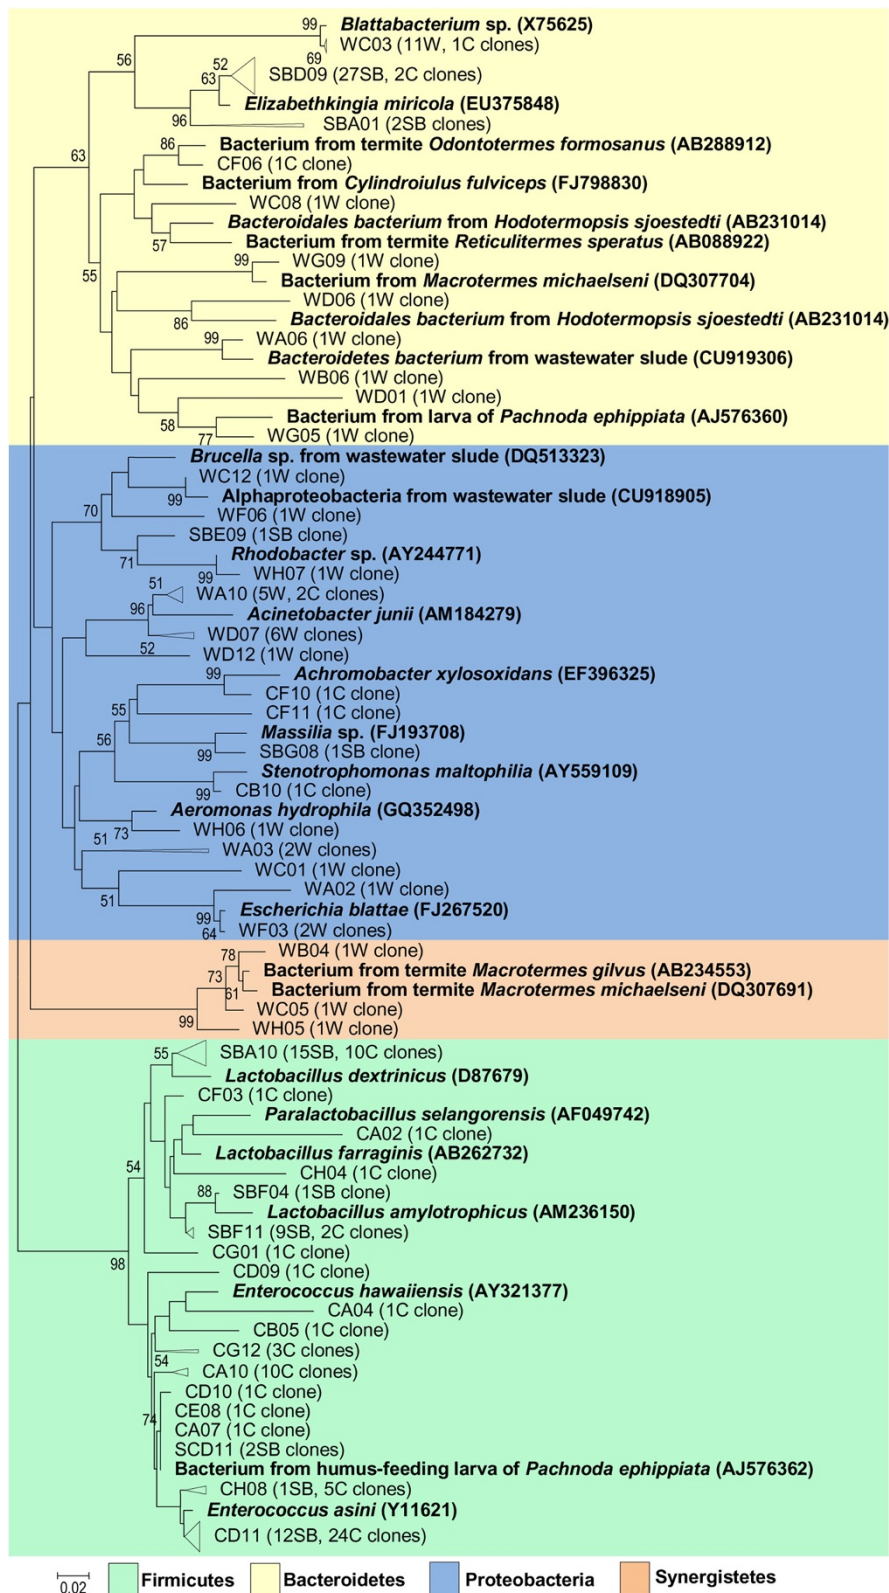 99 Blattabacterium sp. (X75625)
WC03 (11W, 1C clones)
69
56
52
63 SBD09 (27SB, 2C clones)
Elizabethkingia miricola (EU375848)
96 SBA01 (2SB clones)
86 Bacterium from termite Odontotermes formosanus (AB288912)
63
CF06 (1C clone)
Bacterium from Cylindroiulus fulviceps (FJ798830)
WC08 (1W clone)
Bacteroidales bacterium from Hodotermopsis sjoestedti (AB231014)
57 Bacterium from termite Reticulitermes speratus (AB088922)
99 WG09 (1W clone)
55
Bacterium from Macrotermes michaelseni (DQ307704)
WD06 (1W clone)
86 Bacteroidales bacterium from Hodotermopsis sjoestedti (AB231014)
99 WA06 (1W clone)
Bacteroidetes bacterium from wastewater slude (CU919306)
WB06 (1W clone)
WD01 (1W clone)
58 Bacterium from larva of Pachnoda ephippiata (AJ576360)
77 WG05 (1W clone)
Brucella sp. from wastewater slude (DQ513323)
WC12 (1W clone)
99 Alphaproteobacteria from wastewater slude (CU918905)
70
WF06 (1W clone)
SBE09 (1SB clone)
71 Rhodobacter sp. (AY244771)
99 WH07 (1W clone)
51
WA10 (5W, 2C clones)
96 Acinetobacter junii (AM184279)
WD07 (6W clones)
52 WD12 (1W clone)
99 Achromobacter xylosoxidans (EF396325)
CF10 (1C clone)
55 CF11 (1C clone)
Massilia sp. (FJ193708)
56
99 SBG08 (1SB clone)
Stenotrophomonas maltophilia (AY559109)
99 CB10 (1C clone)
Aeromonas hydrophila (GQ352498)
51 73 WH06 (1W clone)
WA03 (2W clones)
WC01 (1W clone)
WA02 (1W clone)
51
99 Escherichia blattae (FJ267520)
64 WF03 (2W clones)
78 WB04 (1W clone)
73 Bacterium from termite Macrotermes gilvus (AB234553)
61 Bacterium from termite Macrotermes michaelseni (DQ307691)
WC05 (1W clone)
99 WH05 (1W clone)
55 SBA10 (15SB, 10C clones)
Lactobacillus dextrinicus (D87679)
CF03 (1C clone)
Paralactobacillus selangorensis (AF049742)
CA02 (1C clone)
Lactobacillus farraginis (AB262732)
54
CH04 (1C clone)
88 SBF04 (1SB clone)
Lactobacillus amylotrophicus (AM236150)
SBF11 (9SB, 2C clones)
CG01 (1C clone)
98
CD09 (1C clone)
Enterococcus hawaiiensis (AY321377)
CA04 (1C clone)
CB05 (1C clone)
CG12 (3C clones)
54
CA10 (10C clones)
CD10 (1C clone)
CE08 (1C clone)
74
CA07 (1C clone)
SCD11 (2SB clones)
Bacterium from humus-feeding larva of Pachnoda ephippiata (AJ576362)
CH08 (1SB, 5C clones)
Enterococcus asini (Y11621)
CD11 (12SB, 24C clones)
0.02 Firmicutes Bacteroidetes Proteobacteria Synergistetes